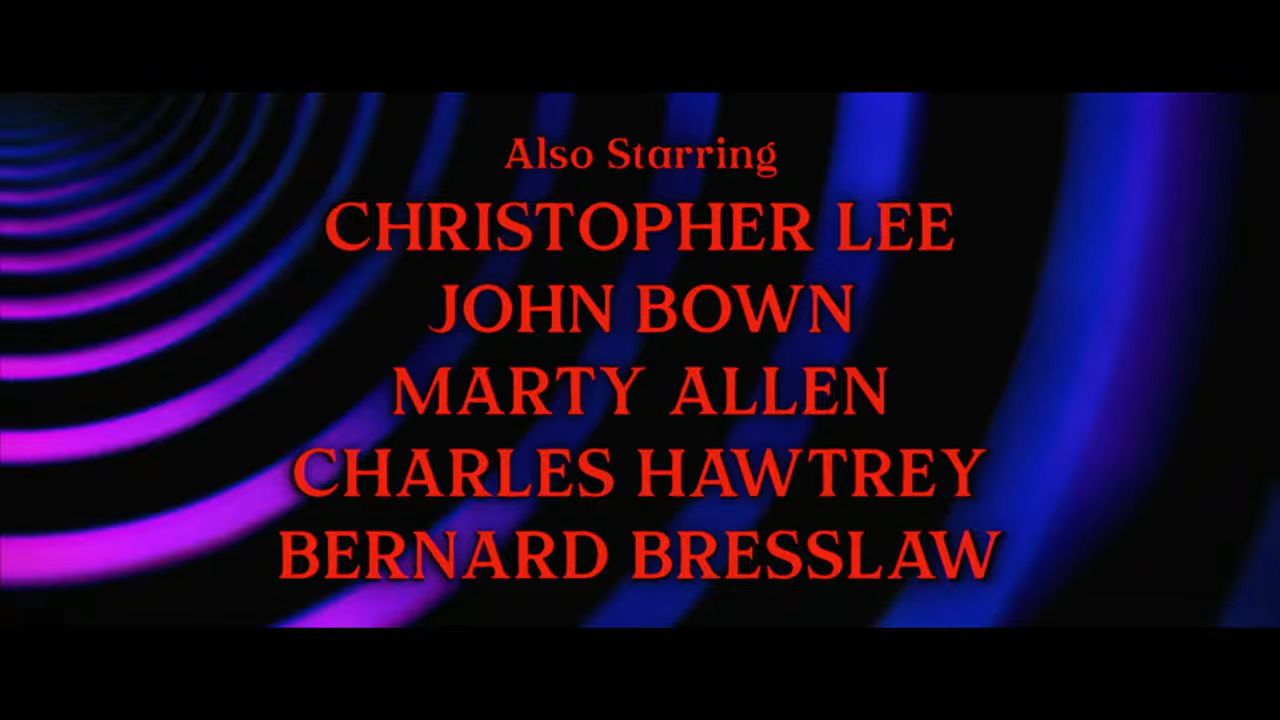 Also Starring
CHRISTOPHER LEE
JOHN BOWN
MARTY ALLEN
CHARLES HAWTREY
BERNARD BRESSLAW